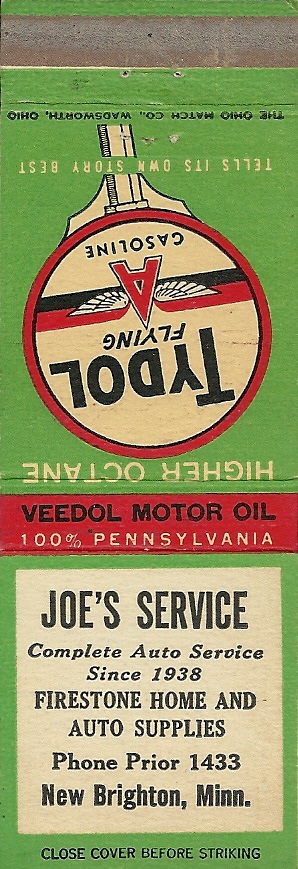 THE OHIO MATCH CO., WADSWORTH, OHIO
TELLS ITS OWN STORY BEST
GASOLINE
A
FLYING
TYDOL
HIGHER OCTANE
VEEDOL MOTOR OIL
100% PENNSYLVANIA
JOE'S SERVICE
Complete Auto Service
Since 1938
FIRESTONE HOME AND
AUTO SUPPLIES
Phone Prior 1433
New Brighton, Minn.
CLOSE COVER BEFORE STRIKING